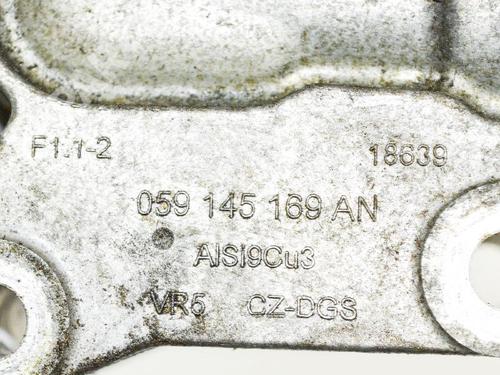 F1.1-2 18639
059 145 169 AN
AlSi9Cu3
VR5 CZ-DGS